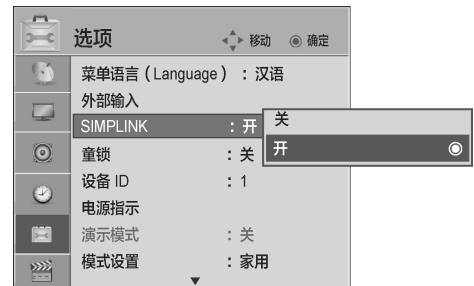 选项 移动 确定
菜单语言 ( Language ) : 汉语
外部输入
SIMPLINK : 开
关
开
童锁 : 关
设备 ID : 1
电源指示
演示模式 : 关
模式设置 : 家用